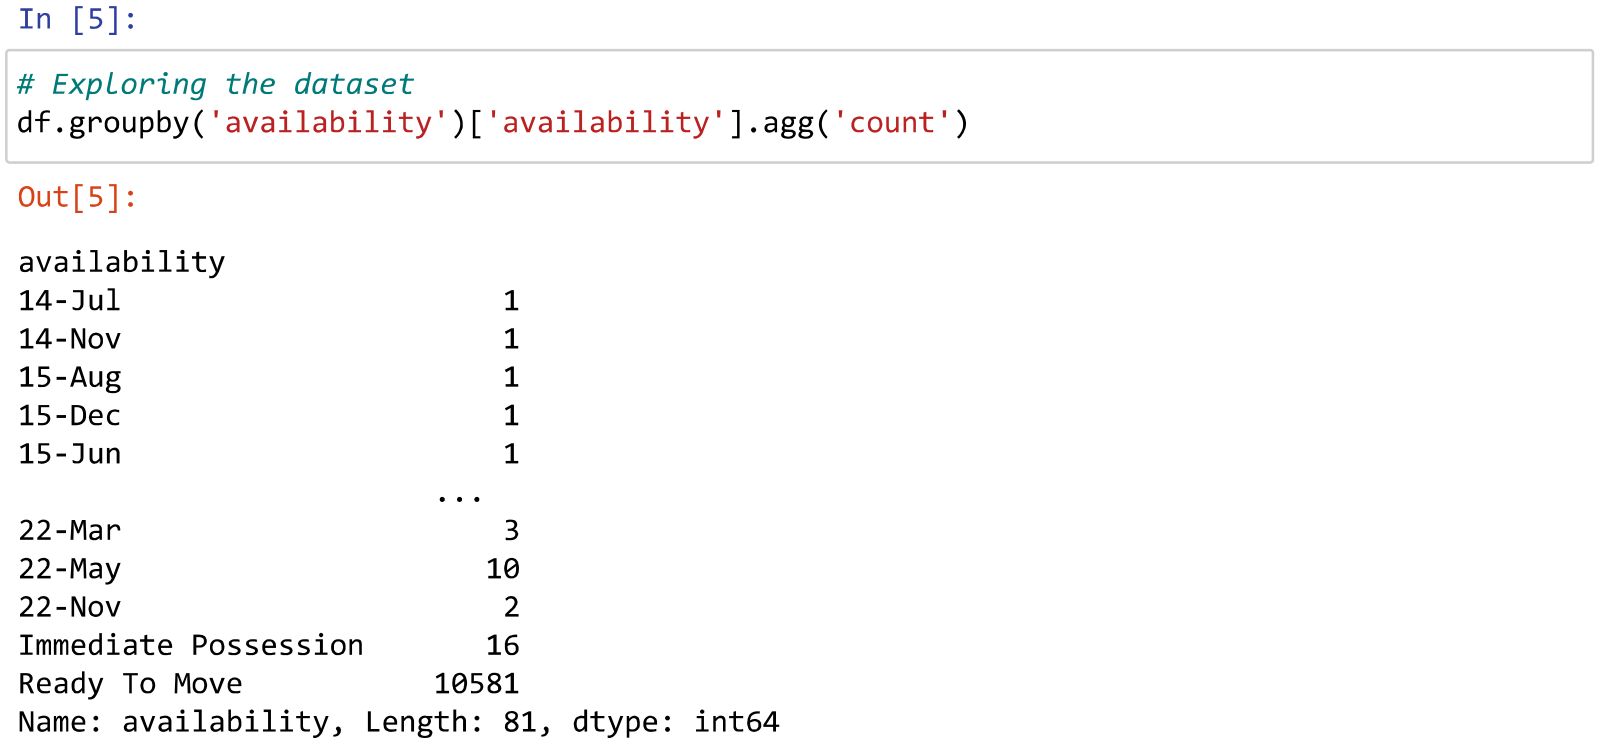 In [5]:
# Exploring the dataset
df.groupby('availability')['availability'].agg('count')
Out[5]:
availability
14-Jul                      1
14-Nov                      1
15-Aug                      1
15-Dec                      1
15-Jun                      1
                        ...
22-Mar                      3
22-May                     10
22-Nov                      2
Immediate Possession       16
Ready To Move           10581
Name: availability, Length: 81, dtype: int64